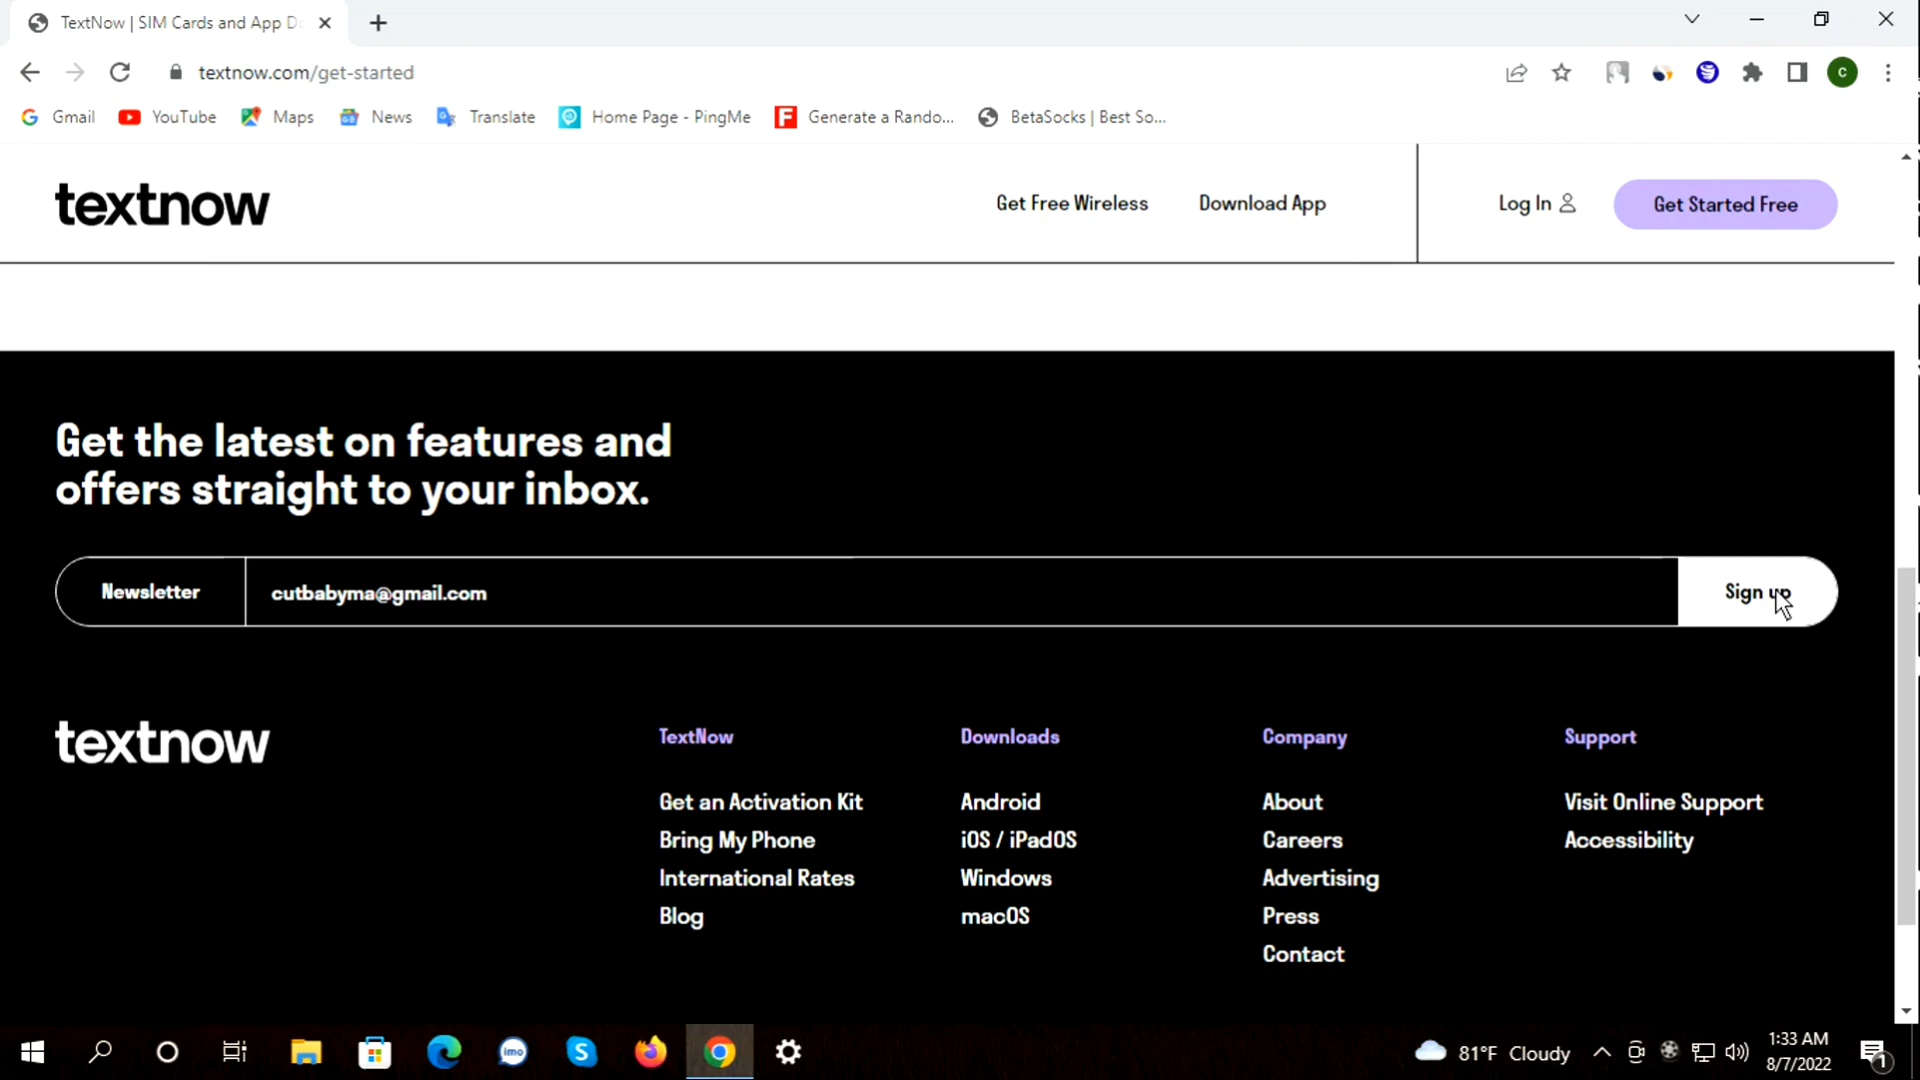 TextNow | SIM Cards and App Do
textnow.com/get-started
C
Gmail YouTube Maps News Translate Home Page - PingMe Generate a Rando... BetaSocks | Best So...
textnow
Get Free Wireless Download App Log In Get Started Free
Get the latest on features and
offers straight to your inbox.
Newsletter cutbabyma@gmail.com Sign up
textnow
TextNow Downloads Company Support
Get an Activation Kit Android About Visit Online Support
Bring My Phone iOS / iPadOS Careers Accessibility
International Rates Windows Advertising
Blog macOS Press
Contact
imo
81°F Cloudy
1:33 AM
8/7/2022
1